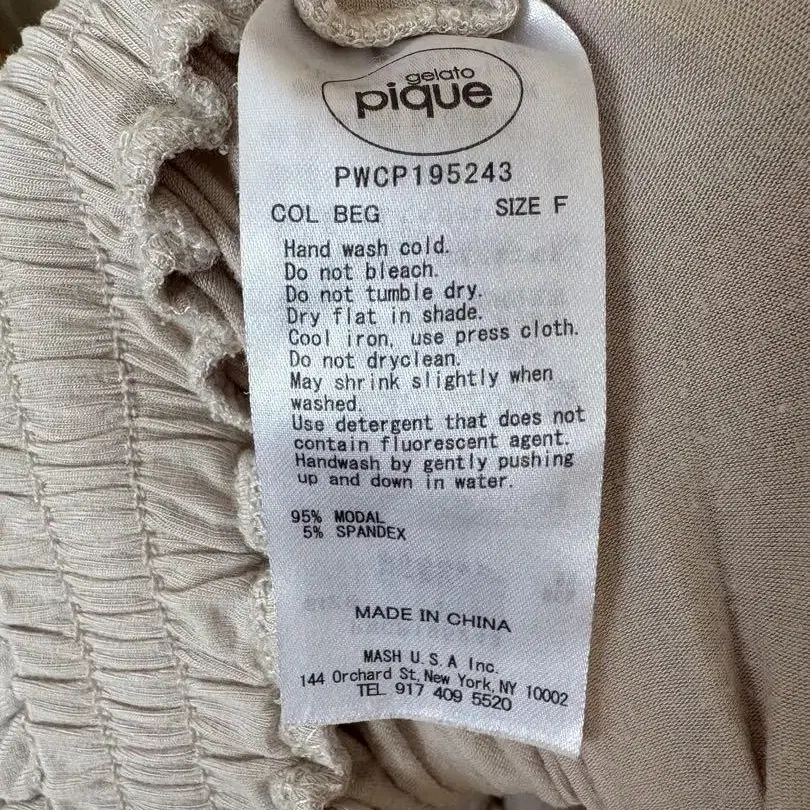 gelato
pique
PWCP195243
COL BEG SIZE F
Hand wash cold.
Do not bleach.
Do not tumble dry.
Dry flat in shade.
Cool iron, use press cloth.
Do not dryclean.
May shrink slightly when
washed.
Use detergent that does not
contain fluorescent agent.
Handwash by gently pushing
up and down in water.
95% MODAL
5% SPANDEX
MADE IN CHINA
MASH U.S.A Inc.
144 Orchard St, New York, NY 10002
TEL 917 409 5520